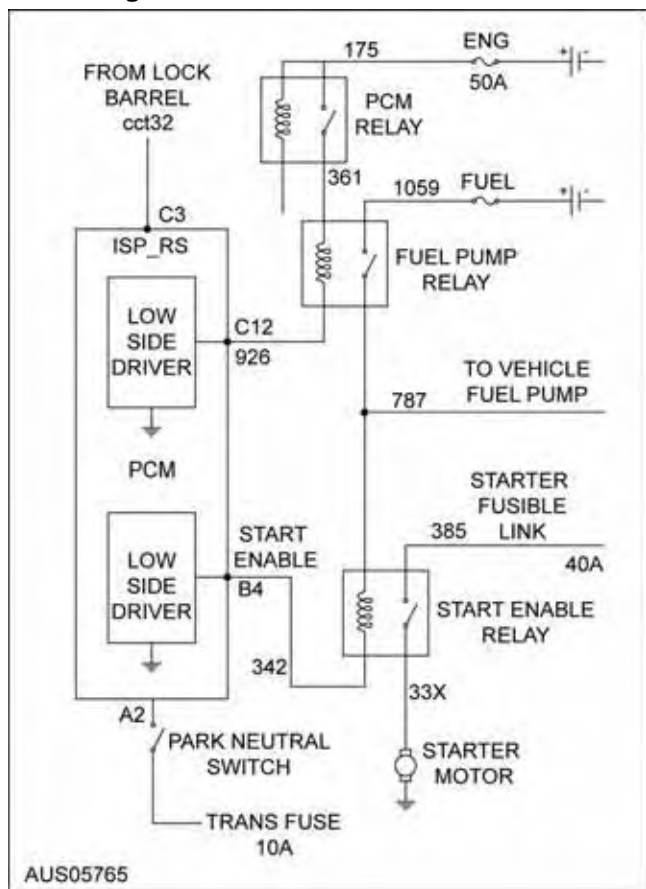 175
ENG
50A
FROM LOCK
BARREL
cct32
PCM
RELAY
361
1059
FUEL
C3
ISP_RS
FUEL PUMP
RELAY
LOW
SIDE
DRIVER
C12
926
TO VEHICLE
FUEL PUMP
787
PCM
STARTER
FUSIBLE
LINK
385
40A
START
ENABLE
B4
LOW
SIDE
DRIVER
START ENABLE
RELAY
342
33X
A2
PARK NEUTRAL
SWITCH
STARTER
MOTOR
TRANS FUSE
10A
AUS05765